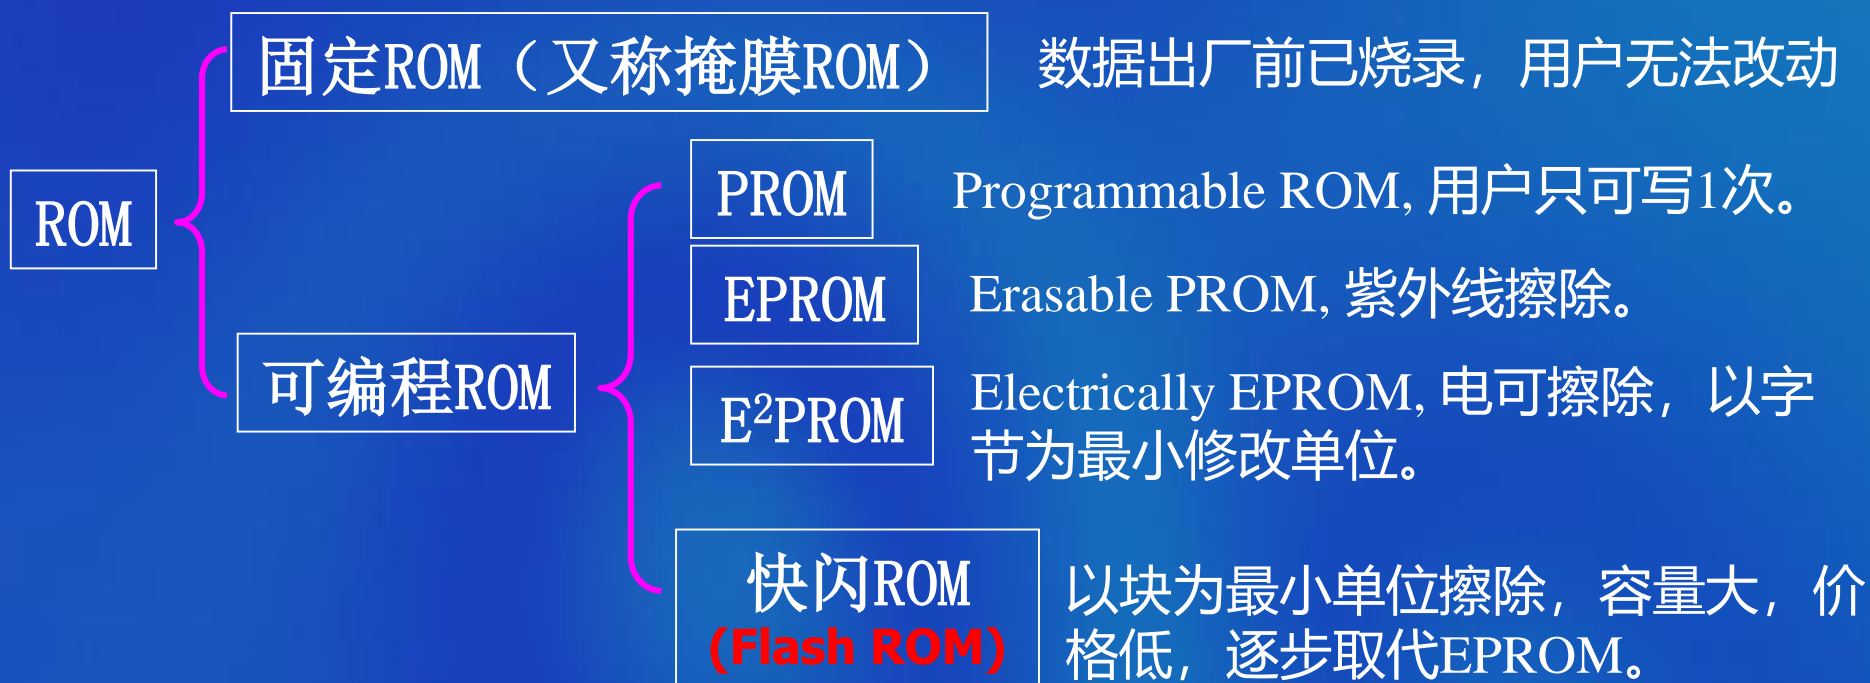 固定ROM（又称掩膜ROM）
数据出厂前已烧录，用户无法改动
ROM
PROM
Programmable ROM, 用户只可写1次。
EPROM
Erasable PROM, 紫外线擦除。
可编程ROM
E²PROM
Electrically EPROM, 电可擦除，以字
节为最小修改单位。
快闪ROM
(Flash ROM)
以块为最小单位擦除，容量大，价
格低，逐步取代EPROM。